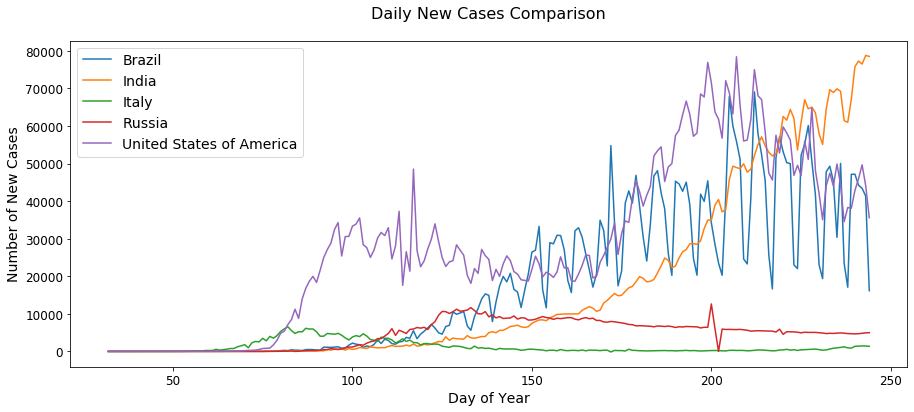 Daily New Cases Comparison
Number of New Cases
80000
70000
60000
50000
40000
30000
20000
10000
0
Brazil
India
Italy
Russia
United States of America
50 100 150 200 250
Day of Year